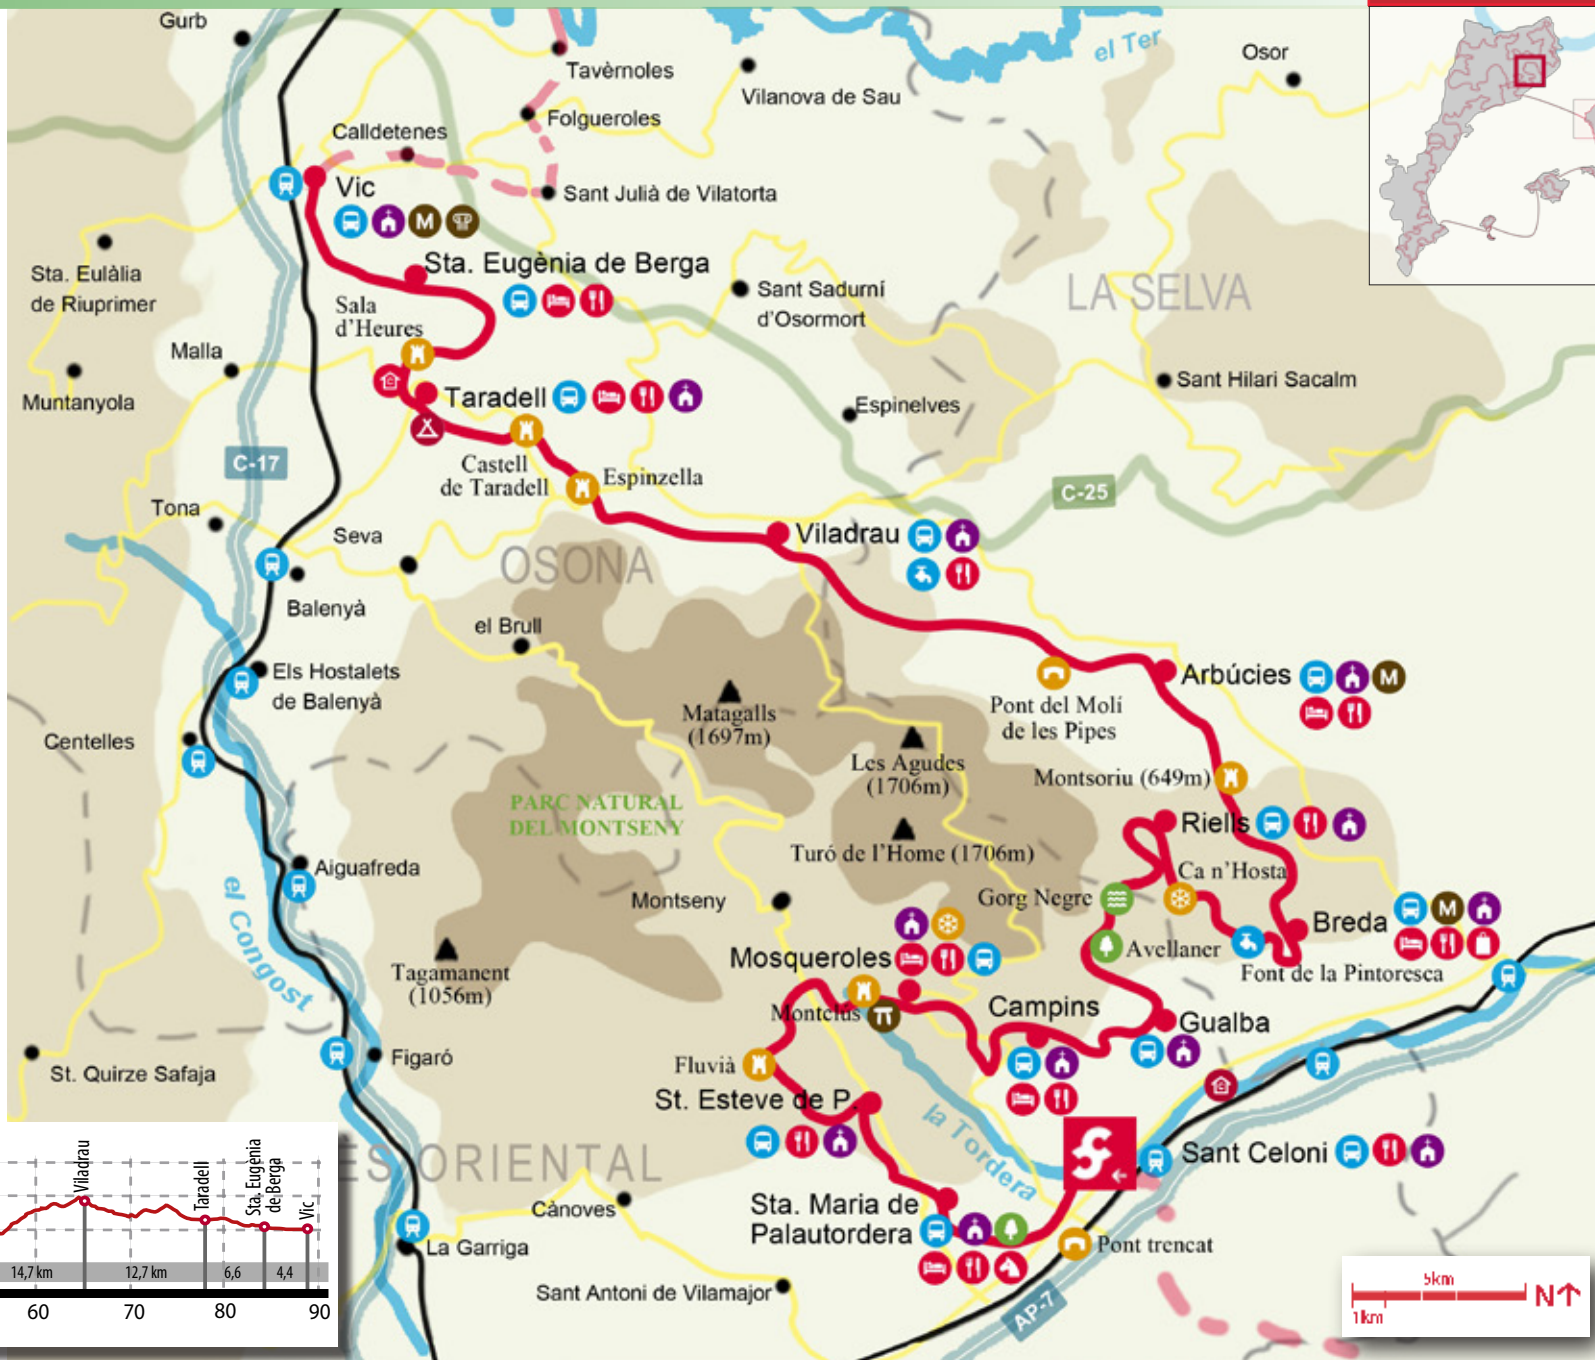 Gurb
Tavèrnoles
el Ter
Osor
Vilanova de Sau
Folgueroles
Calldetenes
Vic
Sant Julià de Vilatorta
M
Sta. Eulàlia
de Riuprimer
Sta. Eugènia de Berga
Sant Sadurní
d'Osormort
LA SELVA
Sala
d'Heures
Malla
Muntanyola
Taradell
Espinelves
Sant Hilari Sacalm
C-17
Castell
de Taradell
Espinzella
C-25
Tona
Seva
Viladrau
OSONA
Balenyà
el Brull
Els Hostalets
de Balenyà
Arbúcies
M
Matagalls
(1697m)
Pont del Molí
de les Pipes
Centelles
Les Agudes
(1706m)
Montsoriu (649m)
PARC NATURAL
DEL MONTSENY
Riells
Turó de l'Home (1706m)
Aiguafreda
Ca n'Hosta
Montseny
Gorg Negre
el Congost
Breda
M
Avellaner
Mosqueroles
Font de la Pintoresca
Tagamanent
(1056m)
Montclús
Campins
Gualba
Figaró
Fluvià
St. Quirze Safaja
St. Esteve de P.
la Tordera
Sant Celoni
ES ORIENTAL
Sta. Maria de
Palautordera
Cànoves
La Garriga
Pont trencat
Sant Antoni de Vilamajor
AP-7
Viladrau
Taradell
Sta. Eugènia
de Berga
Vic
14,7 km
12,7 km
6,6
4,4
60
70
80
90
5km
1km
N